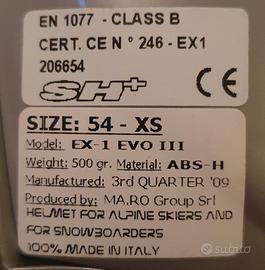 EN 1077 - CLASS B
CERT. CE N° 246 - EX1
206654
SH+ CE
SIZE: 54 - XS
Model: EX-1 EVO III
Weight: 500 gr. Material: ABS-H
Manufactured: 3rd QUARTER '09
Produced by: MA.RO Group Srl
HELMET FOR ALPINE SKIERS AND
FOR SNOWBOARDERS
100% MADE IN ITALY
subito